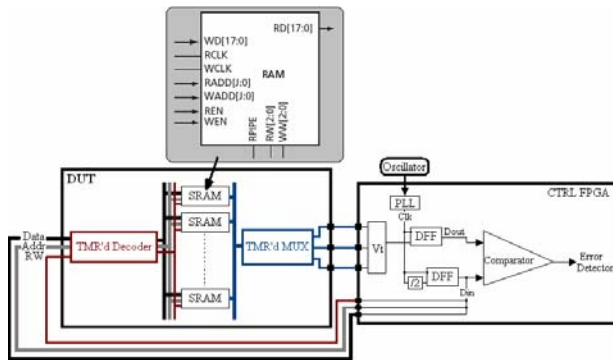 WD[17:0]
RD[17:0]
RCLK
WCLK
RAM
RADD[J:0]
WADD[J:0]
REN
WEN
RPIPE
RW[2:0]
WW[2:0]
DUT
SRAM
SRAM
SRAM
Data
Addr
RW
TMR'd Decoder
TMR'd MUX
Oscillator
CTRL FPGA
PLL
Clk
Vt
DFF
Dout
/2
DFF
Din
Comparator
Error
Detector